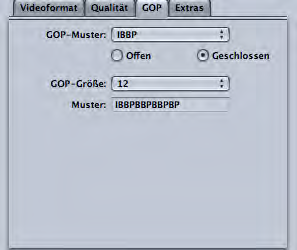 Videoformat Qualität GOP Extras
GOP-Muster: IBBP
Offen Geschlossen
GOP-Größe: 12
Muster: IBBPBBPBBPBP